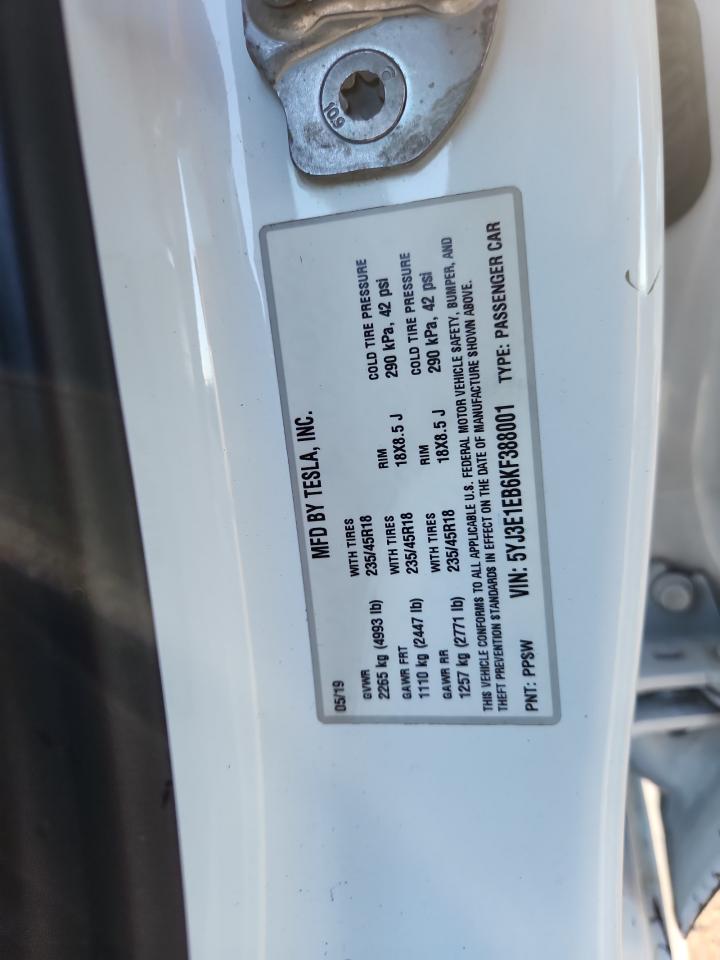 10.9
MFD BY TESLA, INC.
05/19
GVWR
2265 kg (4993 lb)
WITH TIRES
235/45R18
RIM
18X8.5 J
COLD TIRE PRESSURE
290 kPa, 42 psi
GAWR FRT
1110 kg (2447 lb)
WITH TIRES
235/45R18
RIM
18X8.5 J
COLD TIRE PRESSURE
290 kPa, 42 psi
GAWR RR
1257 kg (2771 lb)
WITH TIRES
235/45R18
THIS VEHICLE CONFORMS TO ALL APPLICABLE U.S. FEDERAL MOTOR VEHICLE SAFETY, BUMPER, AND
THEFT PREVENTION STANDARDS IN EFFECT ON THE DATE OF MANUFACTURE SHOWN ABOVE.
PNT: PPSW VIN: 5YJ3E1EB6KF388001 TYPE: PASSENGER CAR